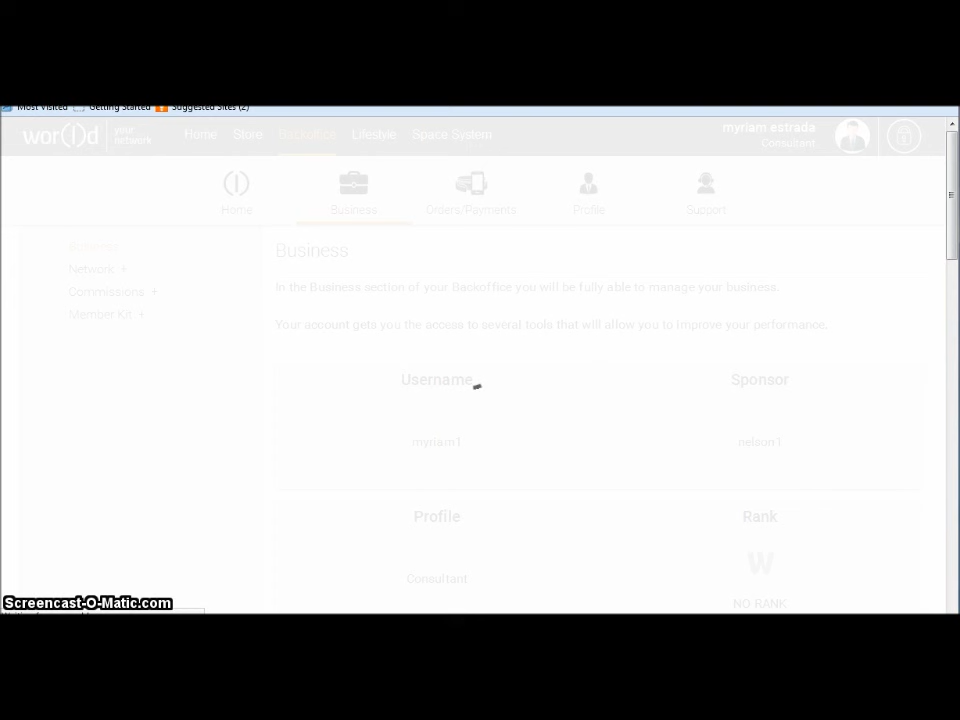 Most Visited Getting Started Suggested Sites (2)
wor(l)d your network Home Store Backoffice Lifestyle Space System myriam estrada
Consultant
Home Business Orders/Payments Profile Support
Business
Network +
Commissions +
Member Kit +
Business
In the Business section of your Backoffice you will be fully able to manage your business.
Your account gets you the access to several tools that will allow you to improve your performance.
Username Sponsor
myriam1 nelson1
Profile Rank
W
Consultant
NO RANK
Screencast-O-Matic.com